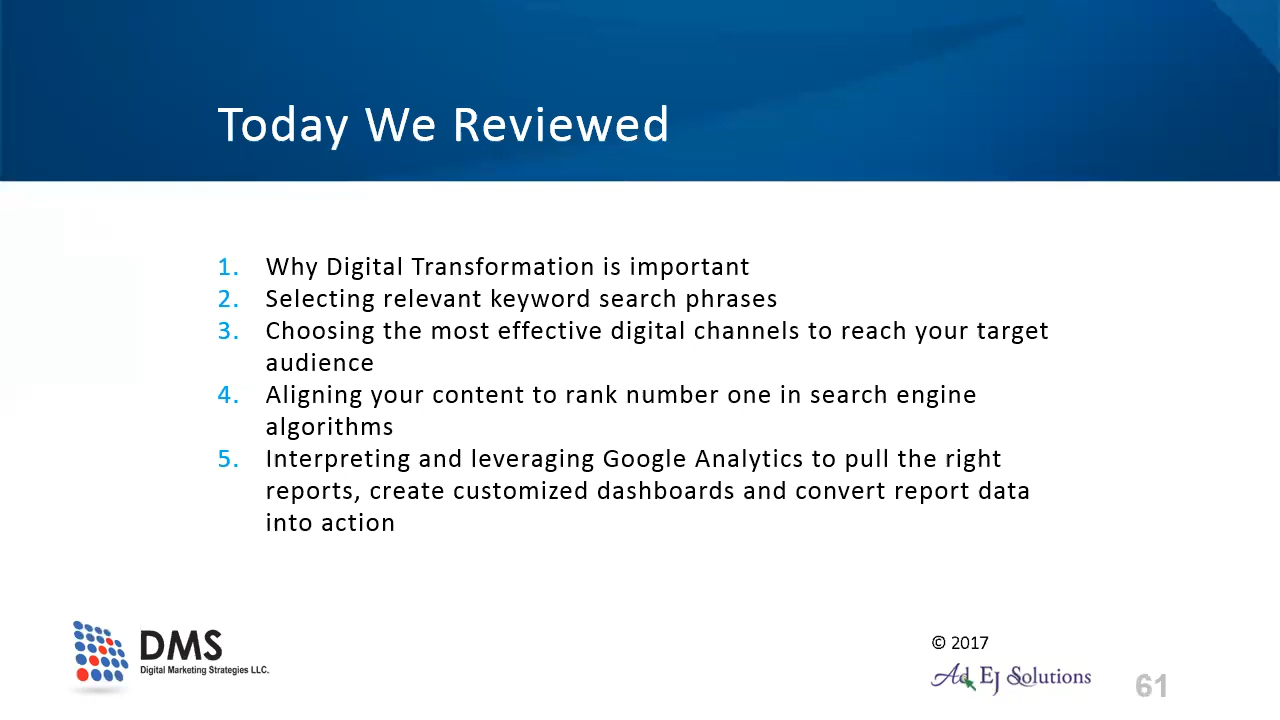 Today We Reviewed
1. Why Digital Transformation is important
2. Selecting relevant keyword search phrases
3. Choosing the most effective digital channels to reach your target
audience
4. Aligning your content to rank number one in search engine
algorithms
5. Interpreting and leveraging Google Analytics to pull the right
reports, create customized dashboards and convert report data
into action
DMS
Digital Marketing Strategies LLC.
© 2017
Ad EJ Solutions
61